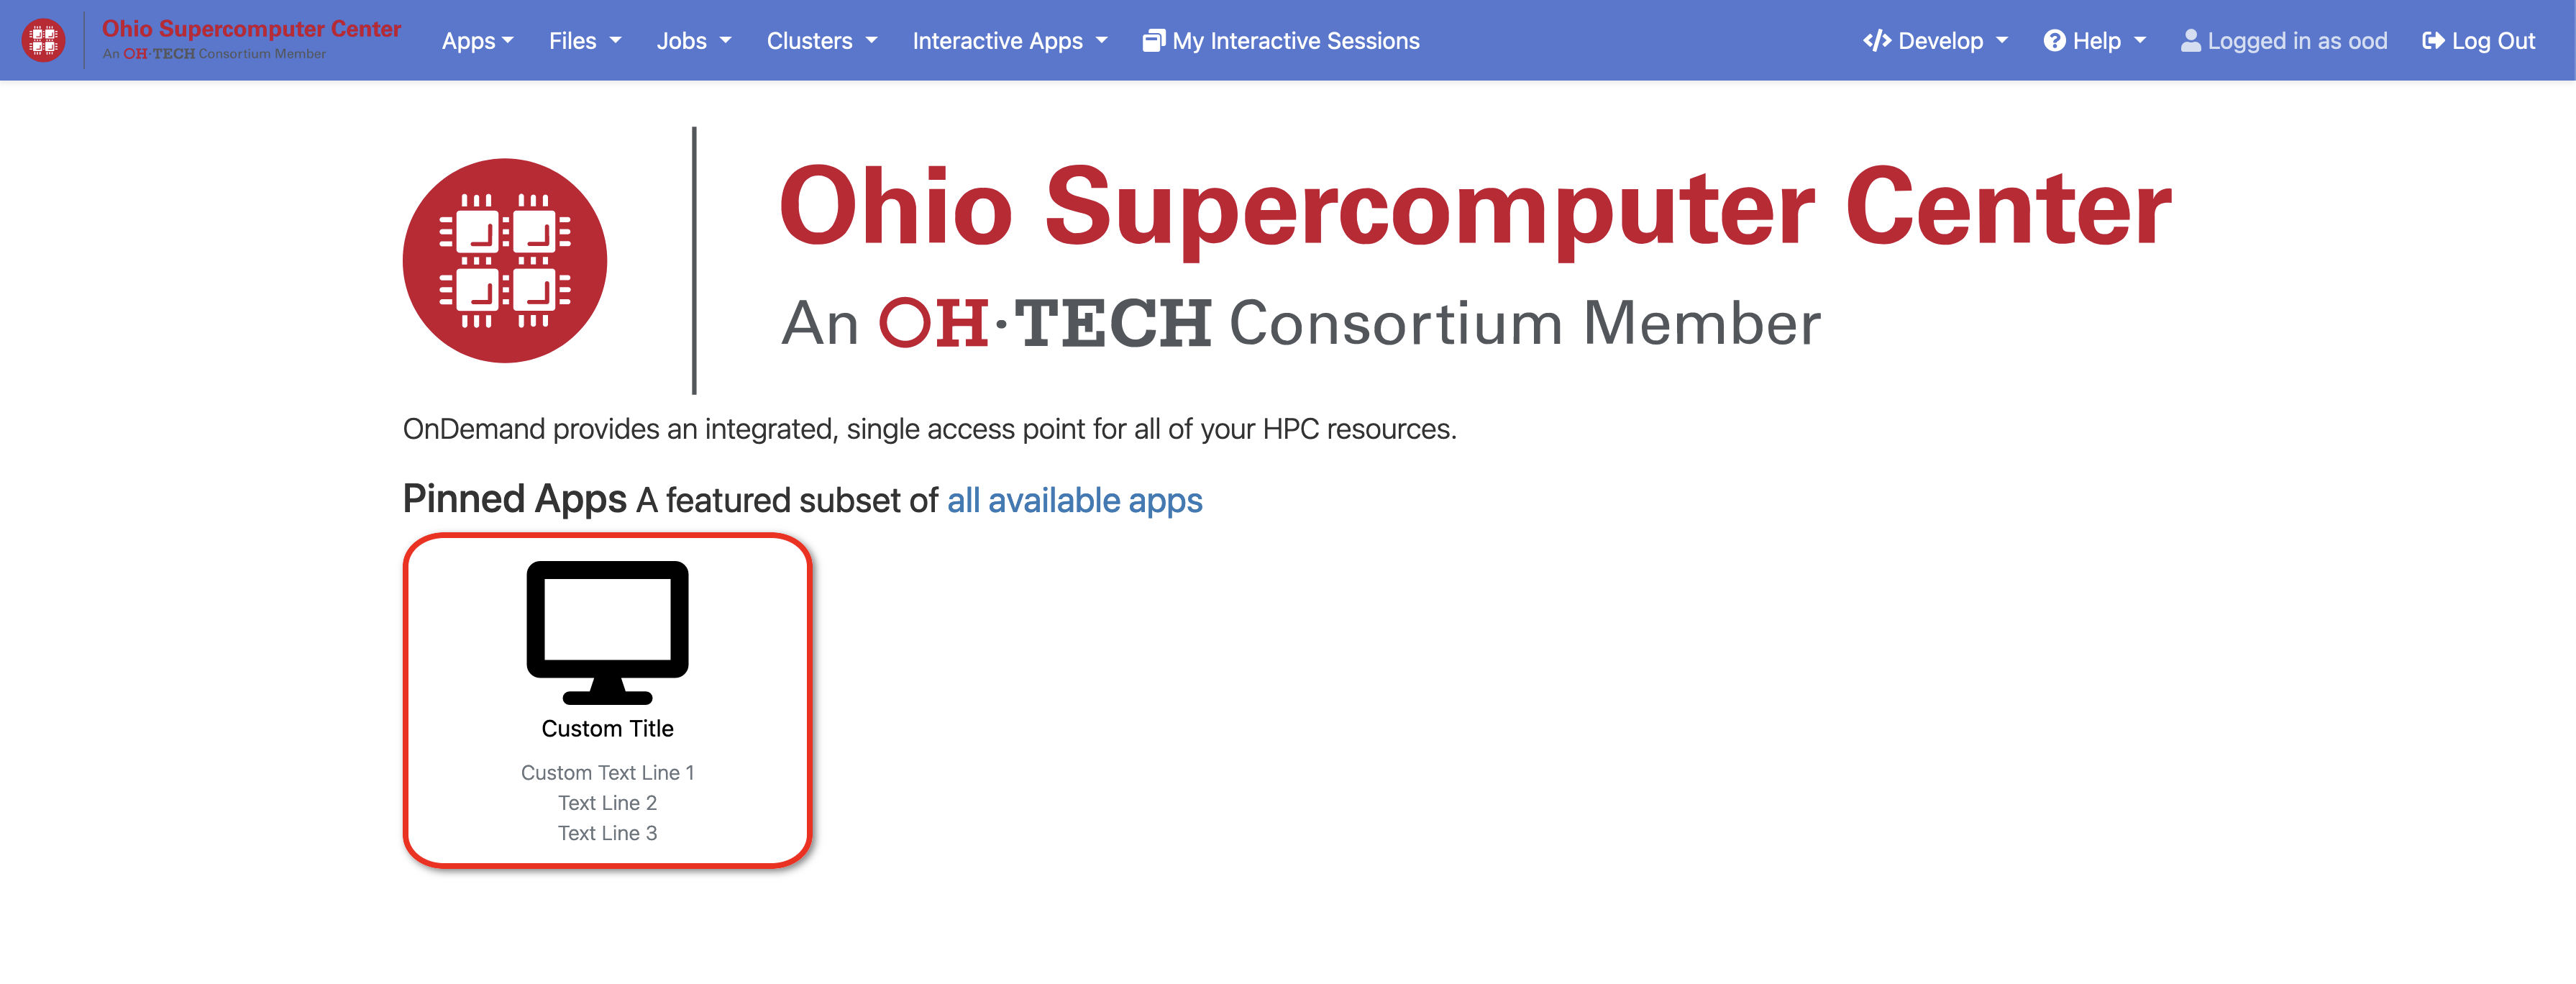 Ohio Supercomputer Center
An OH·TECH Consortium Member
Apps Files Jobs Clusters Interactive Apps My Interactive Sessions Develop Help Logged in as ood Log Out
Ohio Supercomputer Center
An OH·TECH Consortium Member
OnDemand provides an integrated, single access point for all of your HPC resources.
Pinned Apps A featured subset of all available apps
Custom Title
Custom Text Line 1
Text Line 2
Text Line 3